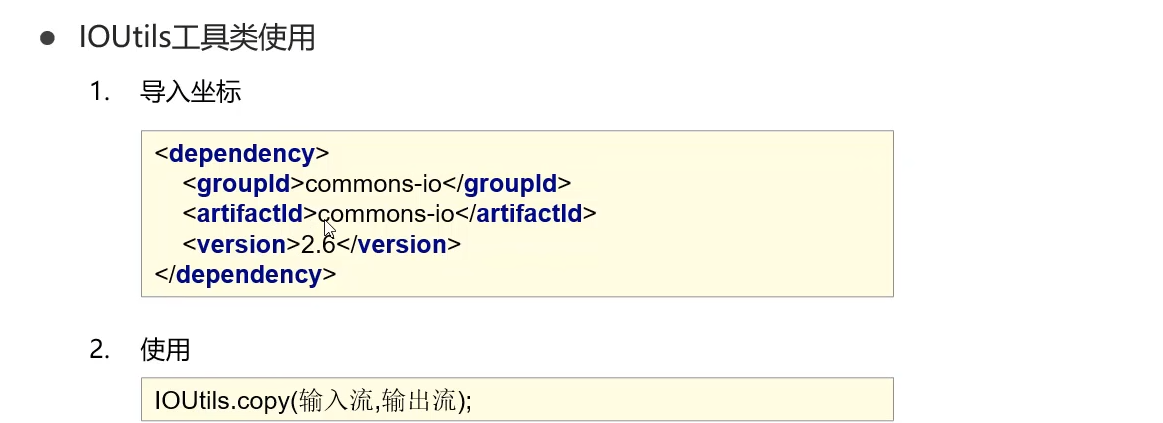 ● IOUtils工具类使用
1. 导入坐标
<dependency>
<groupId>commons-io</groupId>
<artifactId>commons-io</artifactId>
<version>2.6</version>
</dependency>
2. 使用
IOUtils.copy(输入流,输出流);